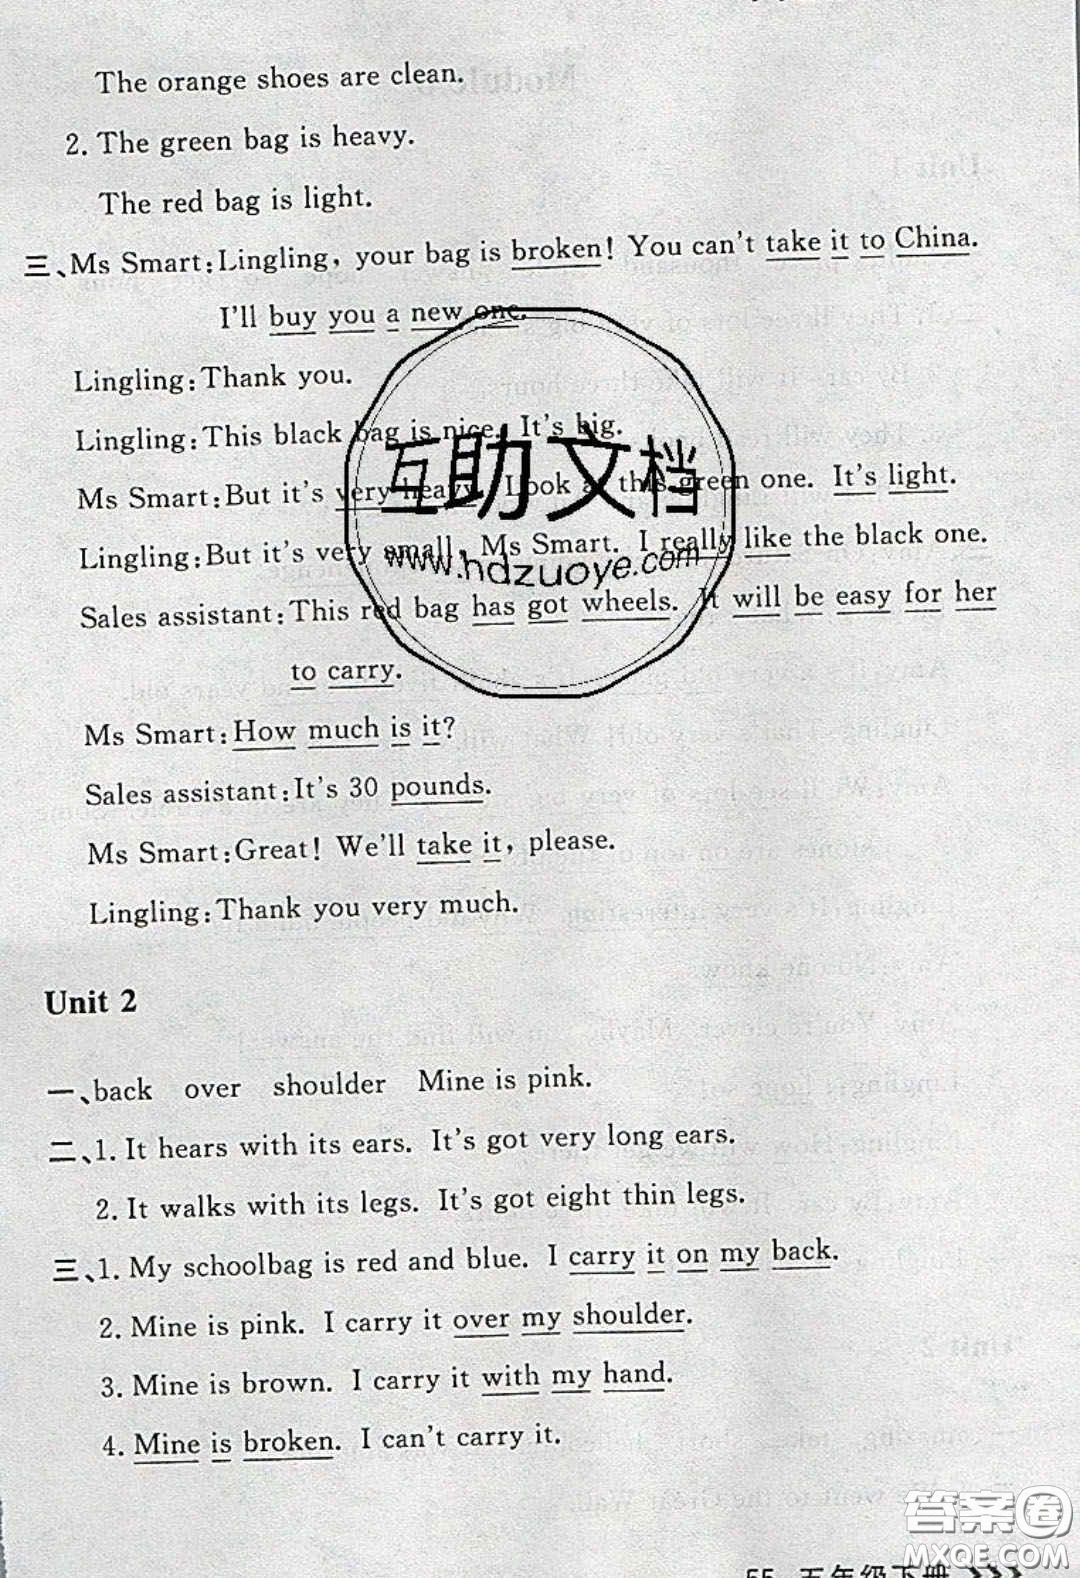 The orange shoes are clean.
2. The green bag is heavy.
The red bag is light.
三、Ms Smart: Lingling, your bag is broken! You can't take it to China.
I'll buy you a new one.
Lingling: Thank you.
Lingling: This black bag is nice. It's big.
Ms Smart: But it's very heavy. Look at this green one. It's light.
Lingling: But it's very small, Ms Smart. I really like the black one.
Sales assistant: This red bag has got wheels. It will be easy for her
to carry.
Ms Smart: How much is it?
Sales assistant: It's 30 pounds.
Ms Smart: Great! We'll take it, please.
Lingling: Thank you very much.
互助文档
www.hdzuoye.com
Unit 2
一、back over shoulder Mine is pink.
二、1. It hears with its ears. It's got very long ears.
2. It walks with its legs. It's got eight thin legs.
三、1. My schoolbag is red and blue. I carry it on my back.
2. Mine is pink. I carry it over my shoulder.
3. Mine is brown. I carry it with my hand.
4. Mine is broken. I can't carry it.
答案圈
MXQE.COM
55 五年级下册 》》》